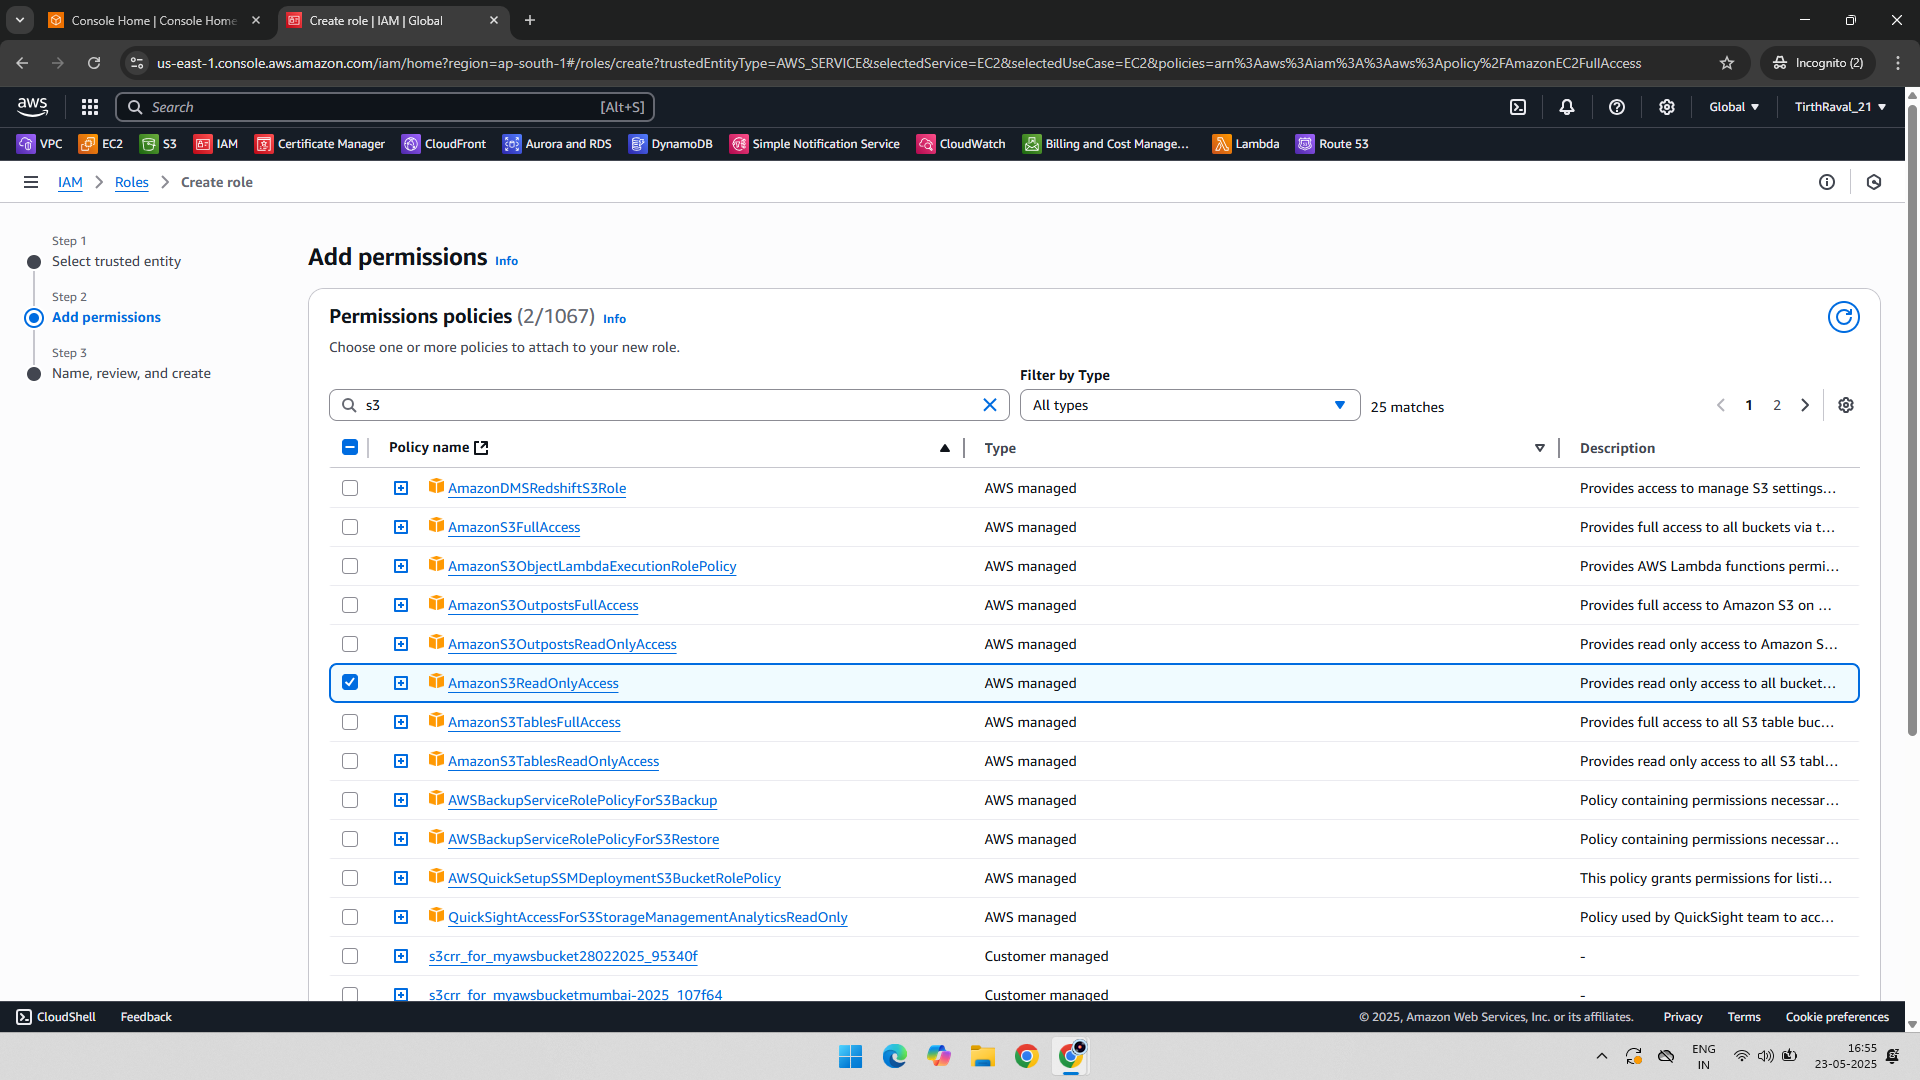 Console Home | Console Home
Create role | IAM | Global
us-east-1.console.aws.amazon.com/iam/home?region=ap-south-1#/roles/create?trustedEntityType=AWS_SERVICE&selectedService=EC2&selectedUseCase=EC2&policies=arn%3Aaws%3Aiam%3A%3Aaws%3Apolicy%2FAmazonEC2FullAccess
Incognito (2)
aws
Search
[Alt+S]
Global
TirthRaval_21
VPC
EC2
S3
IAM
Certificate Manager
CloudFront
Aurora and RDS
DynamoDB
Simple Notification Service
CloudWatch
Billing and Cost Manage...
Lambda
Route 53
IAM
Roles
Create role
Step 1
Select trusted entity
Step 2
Add permissions
Step 3
Name, review, and create
Add permissions Info
Permissions policies (2/1067) Info
Choose one or more policies to attach to your new role.
Filter by Type
s3
All types
25 matches
1 2
Policy name
Type
Description
AmazonDMSRedshiftS3Role AWS managed Provides access to manage S3 settings...
AmazonS3FullAccess AWS managed Provides full access to all buckets via t...
AmazonS3ObjectLambdaExecutionRolePolicy AWS managed Provides AWS Lambda functions permi...
AmazonS3OutpostsFullAccess AWS managed Provides full access to Amazon S3 on ...
AmazonS3OutpostsReadOnlyAccess AWS managed Provides read only access to Amazon S...
AmazonS3ReadOnlyAccess AWS managed Provides read only access to all bucket...
AmazonS3TablesFullAccess AWS managed Provides full access to all S3 table buc...
AmazonS3TablesReadOnlyAccess AWS managed Provides read only access to all S3 tabl...
AWSBackupServiceRolePolicyForS3Backup AWS managed Policy containing permissions necessar...
AWSBackupServiceRolePolicyForS3Restore AWS managed Policy containing permissions necessar...
AWSQuickSetupSSMDeploymentS3BucketRolePolicy AWS managed This policy grants permissions for listi...
QuickSightAccessForS3StorageManagementAnalyticsReadOnly AWS managed Policy used by QuickSight team to acc...
s3crr_for_myawsbucket28022025_95340f Customer managed -
s3crr_for_myawsbucketmumbai-2025_107f64 Customer managed -
CloudShell
Feedback
© 2025, Amazon Web Services, Inc. or its affiliates.
Privacy
Terms
Cookie preferences
ENG
IN
16:55
23-05-2025